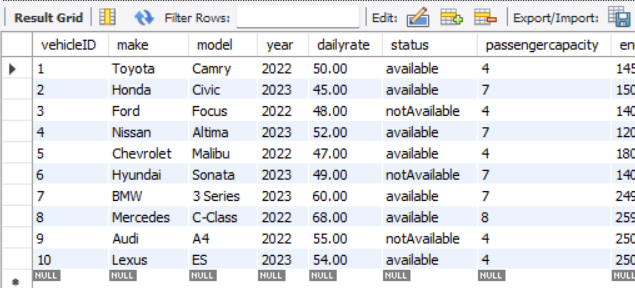 Result Grid Filter Rows: Edit: Export/Import:
vehicleID make model year dailyrate status passengercapacity en
1 Toyota Camry 2022 50.00 available 4 145
2 Honda Civic 2023 45.00 available 7 150
3 Ford Focus 2022 48.00 notAvailable 4 140
4 Nissan Altima 2023 52.00 available 7 120
5 Chevrolet Malibu 2022 47.00 available 4 180
6 Hyundai Sonata 2023 49.00 notAvailable 7 140
7 BMW 3 Series 2023 60.00 available 7 249
8 Mercedes C-Class 2022 68.00 available 8 259
9 Audi A4 2022 55.00 notAvailable 4 250
10 Lexus ES 2023 54.00 available 4 250
NULL NULL NULL NULL NULL NULL NULL NULL